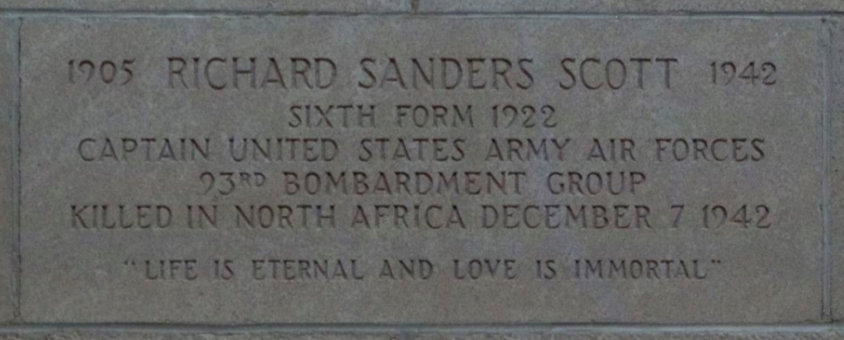 1905 RICHARD SANDERS SCOTT 1942
SIXTH FORM 1922
CAPTAIN UNITED STATES ARMY AIR FORCES
93RD BOMBARDMENT GROUP
KILLED IN NORTH AFRICA DECEMBER 7 1942
"LIFE IS ETERNAL AND LOVE IS IMMORTAL"